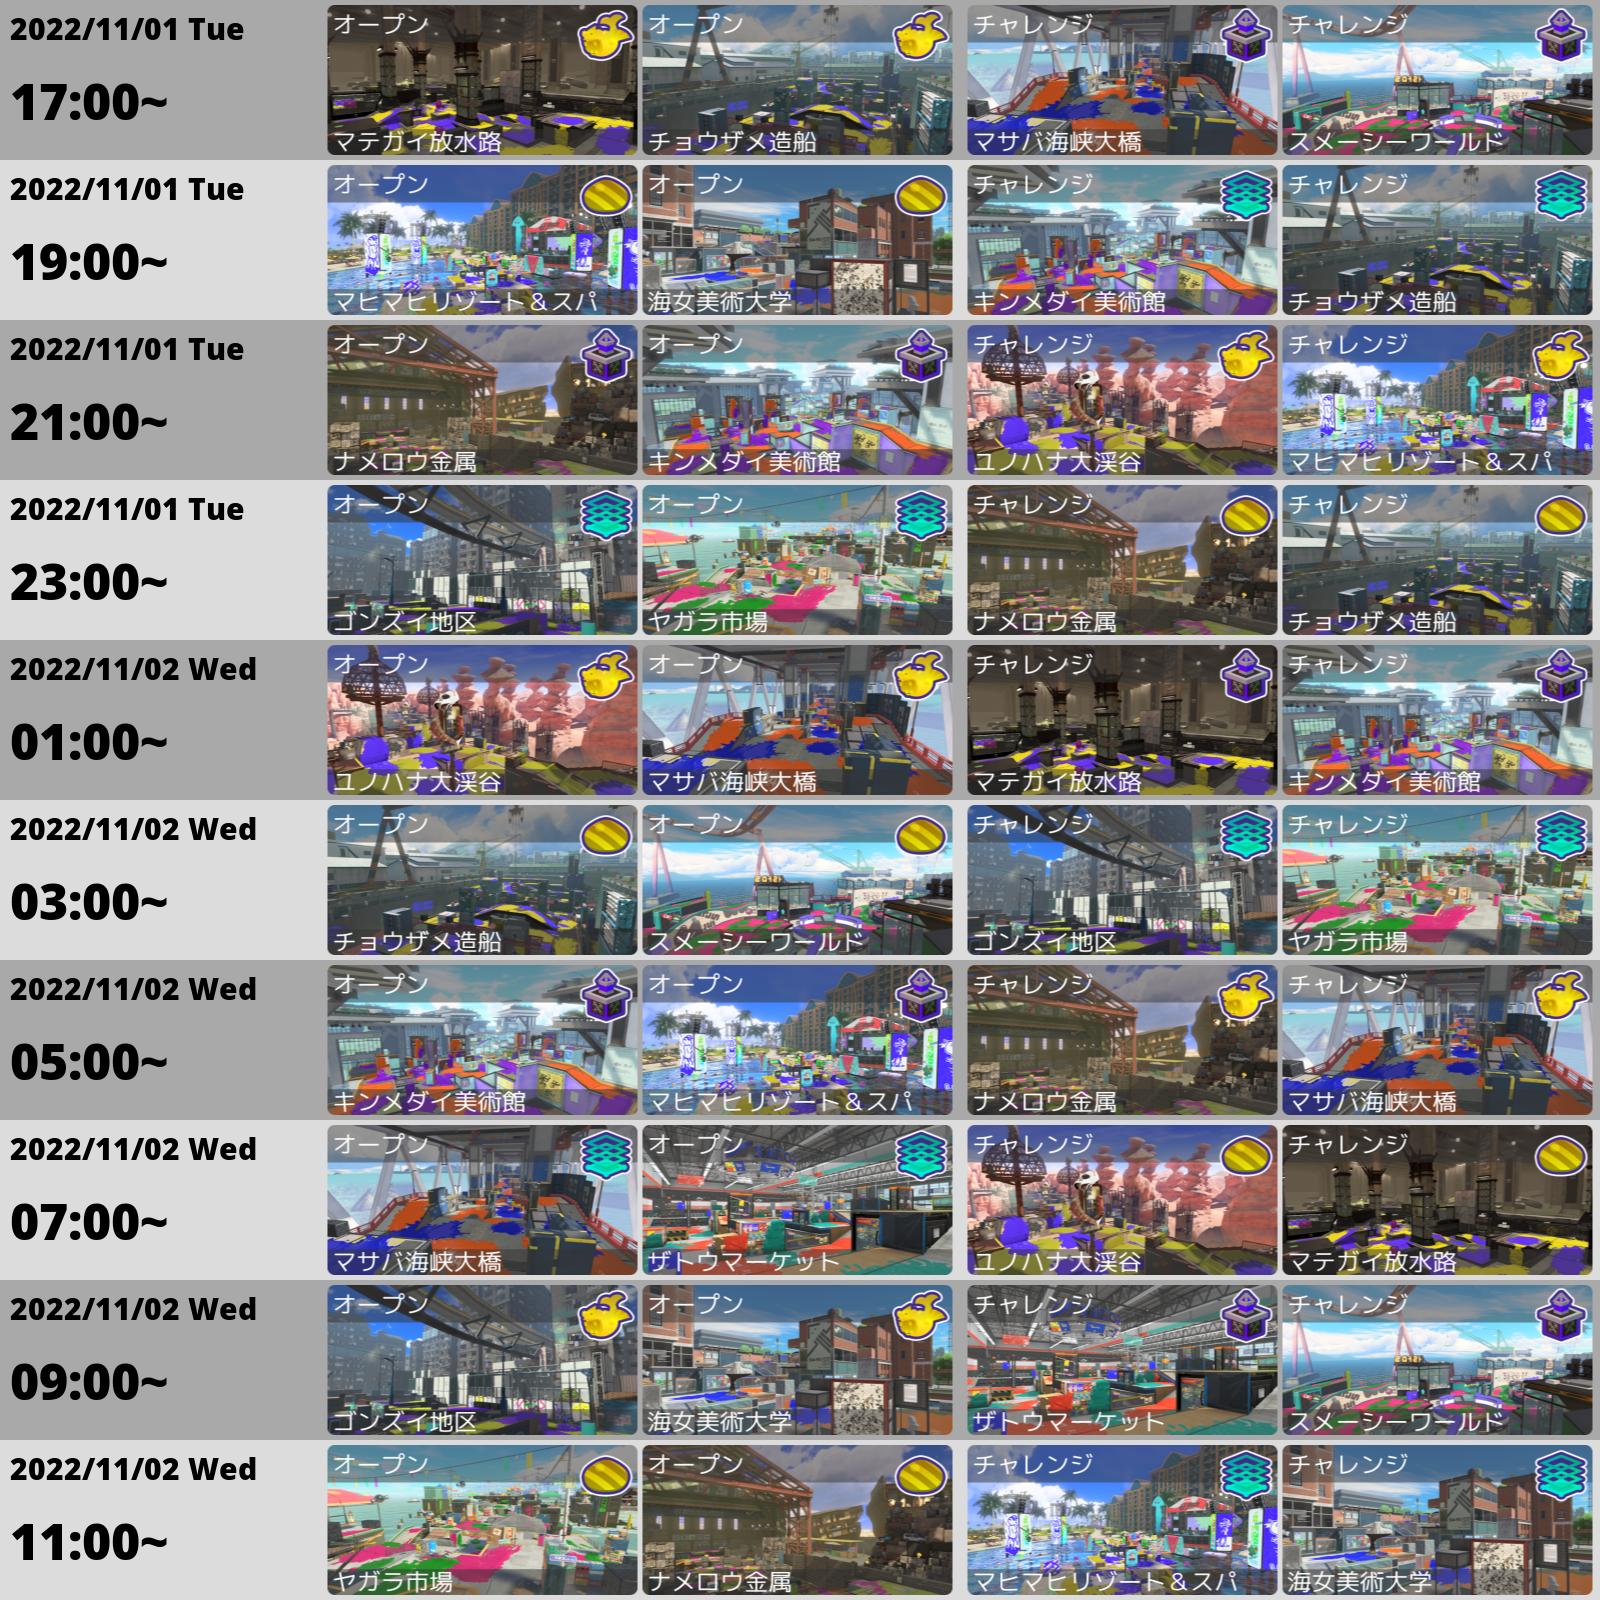 2022/11/01 Tue
17:00~
オープン
マテガイ放水路
オープン
チョウザメ造船
チャレンジ
マサバ海峡大橋
チャレンジ
スメーシーワールド
2022/11/01 Tue
19:00~
オープン
マヒマヒリゾート&スパ
オープン
海女美術大学
チャレンジ
キンメダイ美術館
チャレンジ
チョウザメ造船
2022/11/01 Tue
21:00~
オープン
ナメロウ金属
オープン
キンメダイ美術館
チャレンジ
ユノハナ大渓谷
チャレンジ
マヒマヒリゾート&スパ
2022/11/01 Tue
23:00~
オープン
ゴンズイ地区
オープン
ヤガラ市場
チャレンジ
ナメロウ金属
チャレンジ
チョウザメ造船
2022/11/02 Wed
01:00~
オープン
ユノハナ大渓谷
オープン
マサバ海峡大橋
チャレンジ
マテガイ放水路
チャレンジ
キンメダイ美術館
2022/11/02 Wed
03:00~
オープン
チョウザメ造船
オープン
スメーシーワールド
チャレンジ
ゴンズイ地区
チャレンジ
ヤガラ市場
2022/11/02 Wed
05:00~
オープン
キンメダイ美術館
オープン
マヒマヒリゾート&スパ
チャレンジ
ナメロウ金属
チャレンジ
マサバ海峡大橋
2022/11/02 Wed
07:00~
オープン
マサバ海峡大橋
オープン
ザトウマーケット
チャレンジ
ユノハナ大渓谷
チャレンジ
マテガイ放水路
2022/11/02 Wed
09:00~
オープン
ゴンズイ地区
オープン
海女美術大学
チャレンジ
ザトウマーケット
チャレンジ
スメーシーワールド
2022/11/02 Wed
11:00~
オープン
ヤガラ市場
オープン
ナメロウ金属
チャレンジ
マヒマヒリゾート&スパ
チャレンジ
海女美術大学